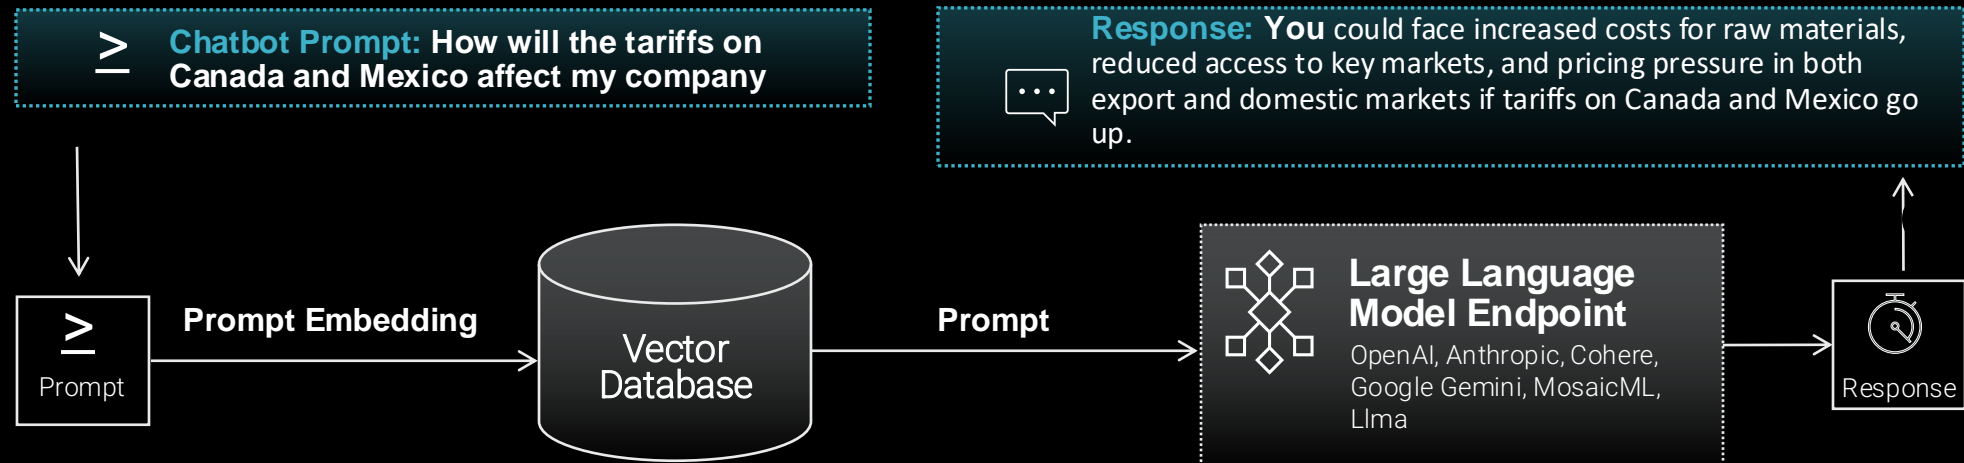 Chatbot Prompt: How will the tariffs on
Canada and Mexico affect my company
Response: You could face increased costs for raw materials,
reduced access to key markets, and pricing pressure in both
export and domestic markets if tariffs on Canada and Mexico go
up.
Prompt
Prompt Embedding
Vector
Database
Prompt
Large Language
Model Endpoint
OpenAI, Anthropic, Cohere,
Google Gemini, MosaicML,
Llma
Response